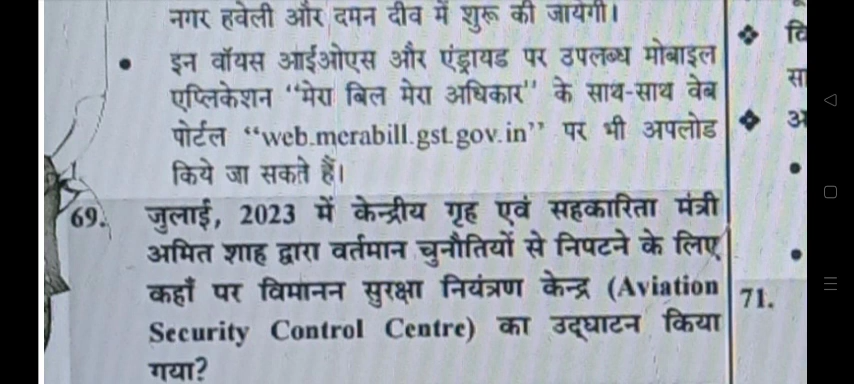 नगर हवेली और दमन दीव में शुरू की जायेगी।
• इन वॉयस आईओएस और एंड्रायड पर उपलब्ध मोबाइल
एप्लिकेशन “मेरा बिल मेरा अधिकार” के साथ-साथ वेब
पोर्टल “web.merabill.gst.gov.in” पर भी अपलोड
किये जा सकते हैं।
69. जुलाई, 2023 में केन्द्रीय गृह एवं सहकारिता मंत्री
अमित शाह द्वारा वर्तमान चुनौतियों से निपटने के लिए
कहाँ पर विमानन सुरक्षा नियंत्रण केन्द्र (Aviation
Security Control Centre) का उद्घाटन किया
गया?
71.